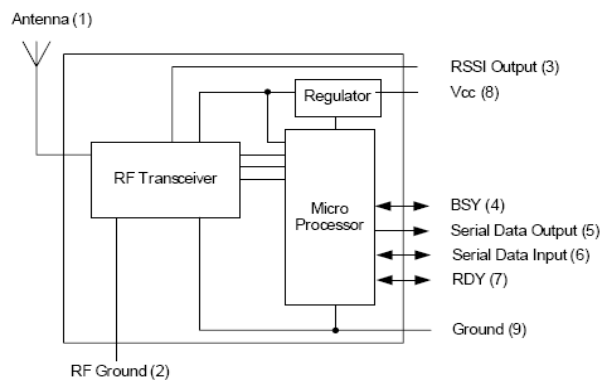 Antenna (1)
RSSI Output (3)
Regulator
Vcc (8)
RF Transceiver
Micro
Processor
BSY (4)
Serial Data Output (5)
Serial Data Input (6)
RDY (7)
Ground (9)
RF Ground (2)